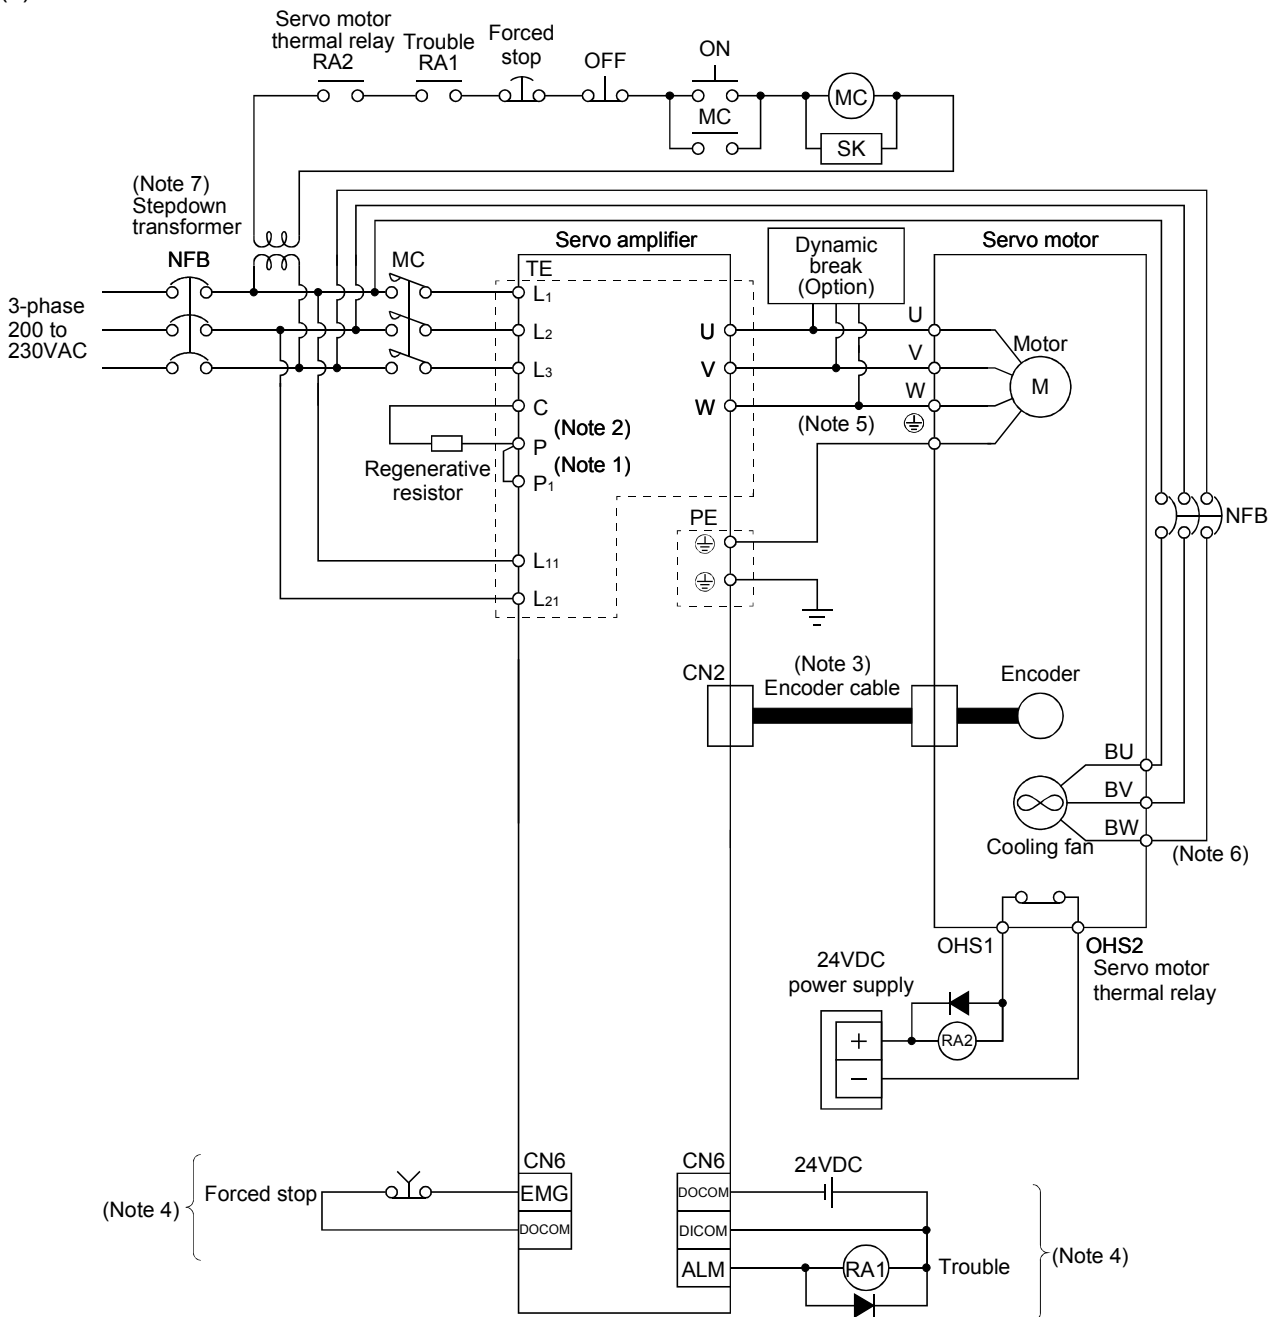 Servo motor
thermal relay
RA2
Trouble
RA1
Forced
stop
OFF
ON
MC
MC
SK
(Note 7)
Stepdown
transformer
NFB
MC
Servo amplifier
Dynamic
break
(Option)
Servo motor
3-phase
200 to
230VAC
TE
L1
L2
L3
C
P
P1
(Note 2)
(Note 1)
Regenerative
resistor
L11
L21
U
V
W
U
V
W
(Note 5)
Motor
M
PE
NFB
CN2
(Note 3)
Encoder cable
Encoder
BU
BV
BW
Cooling fan
(Note 6)
OHS1
OHS2
Servo motor
thermal relay
24VDC
power supply
+
−
RA2
(Note 4)
Forced stop
CN6
EMG
DOCOM
CN6
DOCOM
DICOM
ALM
24VDC
RA1
Trouble
(Note 4)